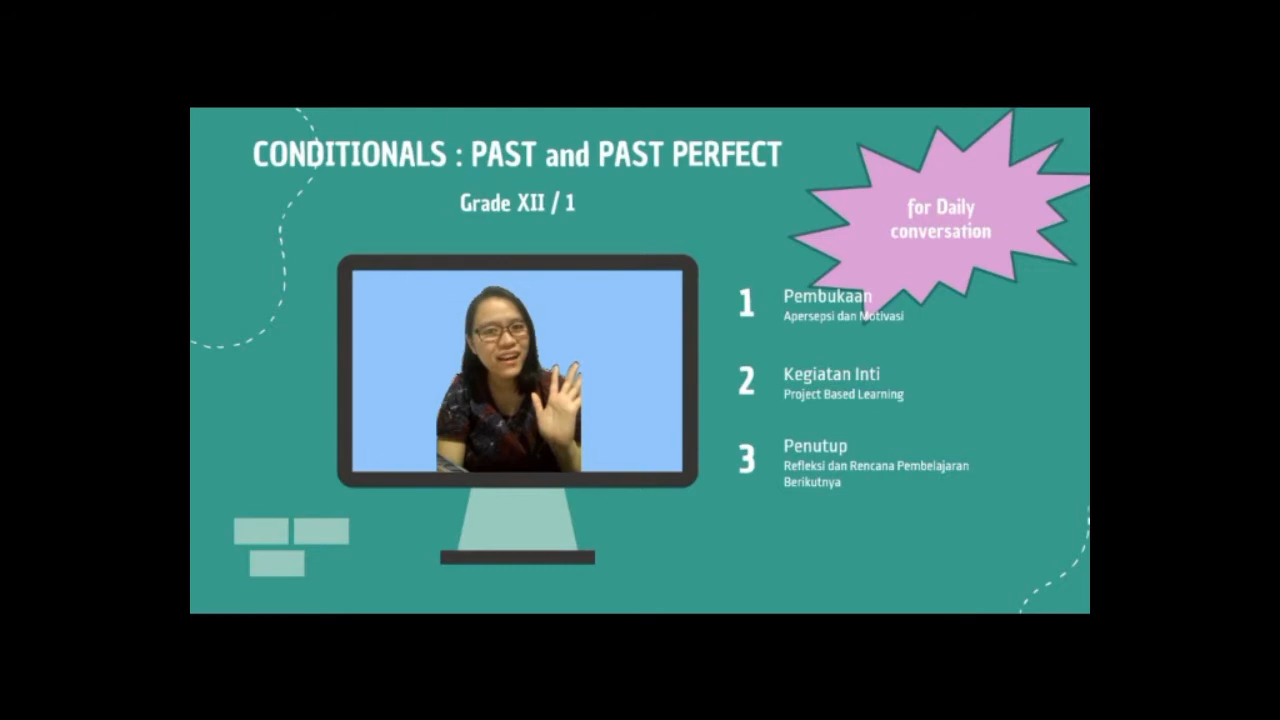 CONDITIONALS : PAST and PAST PERFECT
Grade XII / 1
for Daily
conversation
1
Pembukaan
Apersepsi dan Motivasi
2
Kegiatan Inti
Project Based Learning
3
Penutup
Refleksi dan Rencana Pembelajaran
Berikutnya